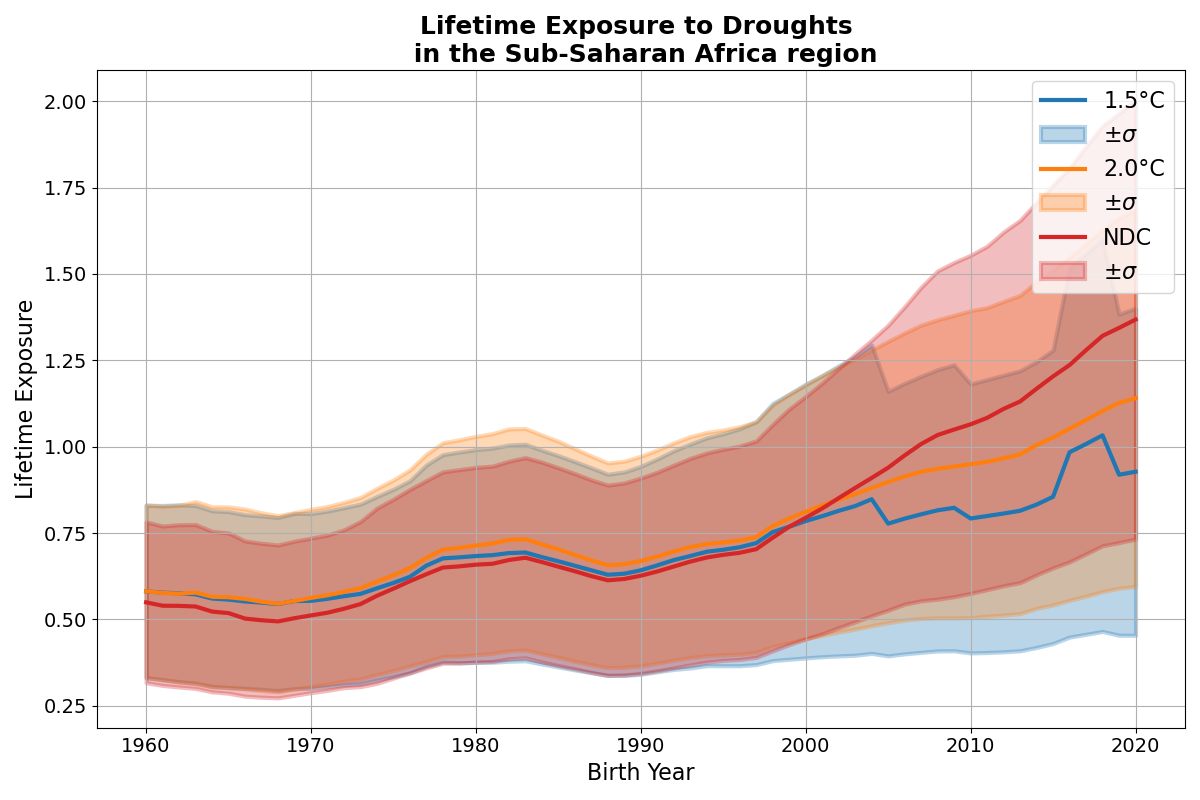 Lifetime Exposure to Droughts
in the Sub-Saharan Africa region
2.00
1.75
1.50
1.25
1.00
0.75
0.50
0.25
Lifetime Exposure
1.5°C
±σ
2.0°C
±σ
NDC
±σ
1960 1970 1980 1990 2000 2010 2020
Birth Year